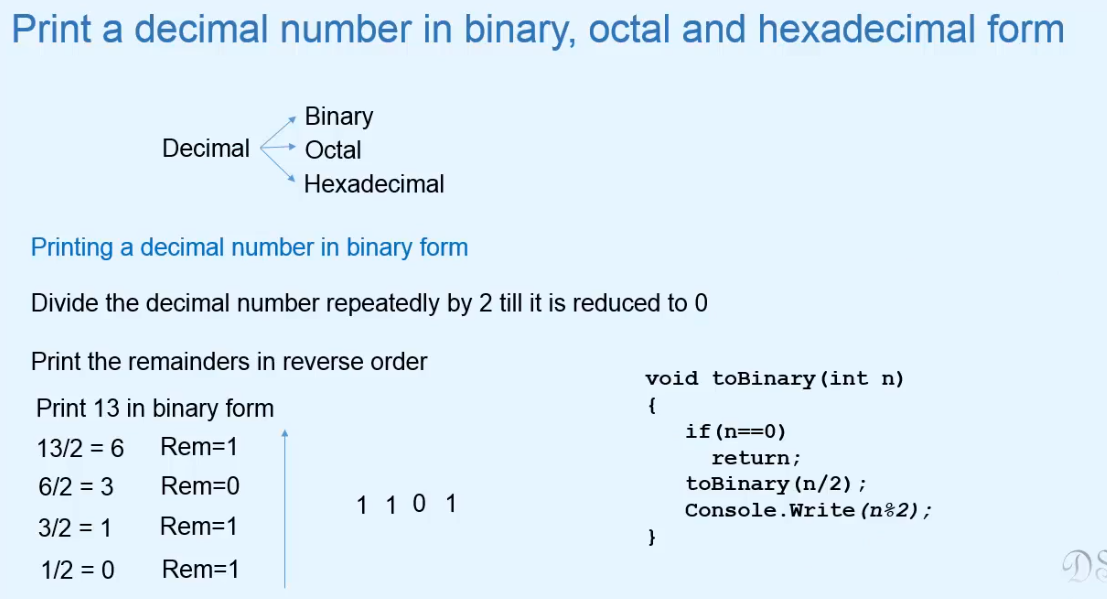 Print a decimal number in binary, octal and hexadecimal form
Binary
Decimal
Octal
Hexadecimal
Printing a decimal number in binary form
Divide the decimal number repeatedly by 2 till it is reduced to 0
Print the remainders in reverse order
Print 13 in binary form
13/2 = 6 Rem=1
6/2 = 3 Rem=0
3/2 = 1 Rem=1
1/2 = 0 Rem=1
1 1 0 1
void toBinary(int n)
{
if(n==0)
return;
toBinary(n/2);
Console.Write(n%2);
}